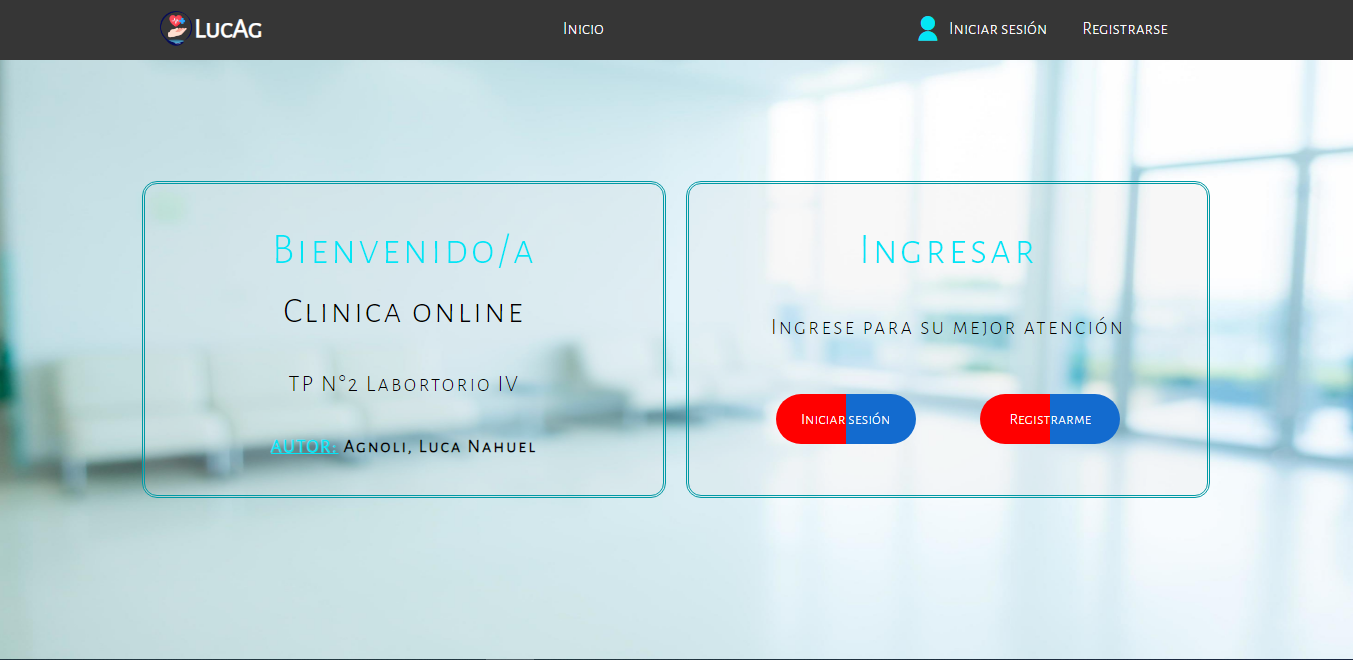 LucAg
Inicio
Iniciar sesión
Registrarse
Bienvenido/a
Clinica online
TP N°2 Labortorio IV
AUTOR: Agnoli, Luca Nahuel
Ingresar
Ingrese para su mejor atención
Iniciar sesión
Registrarme